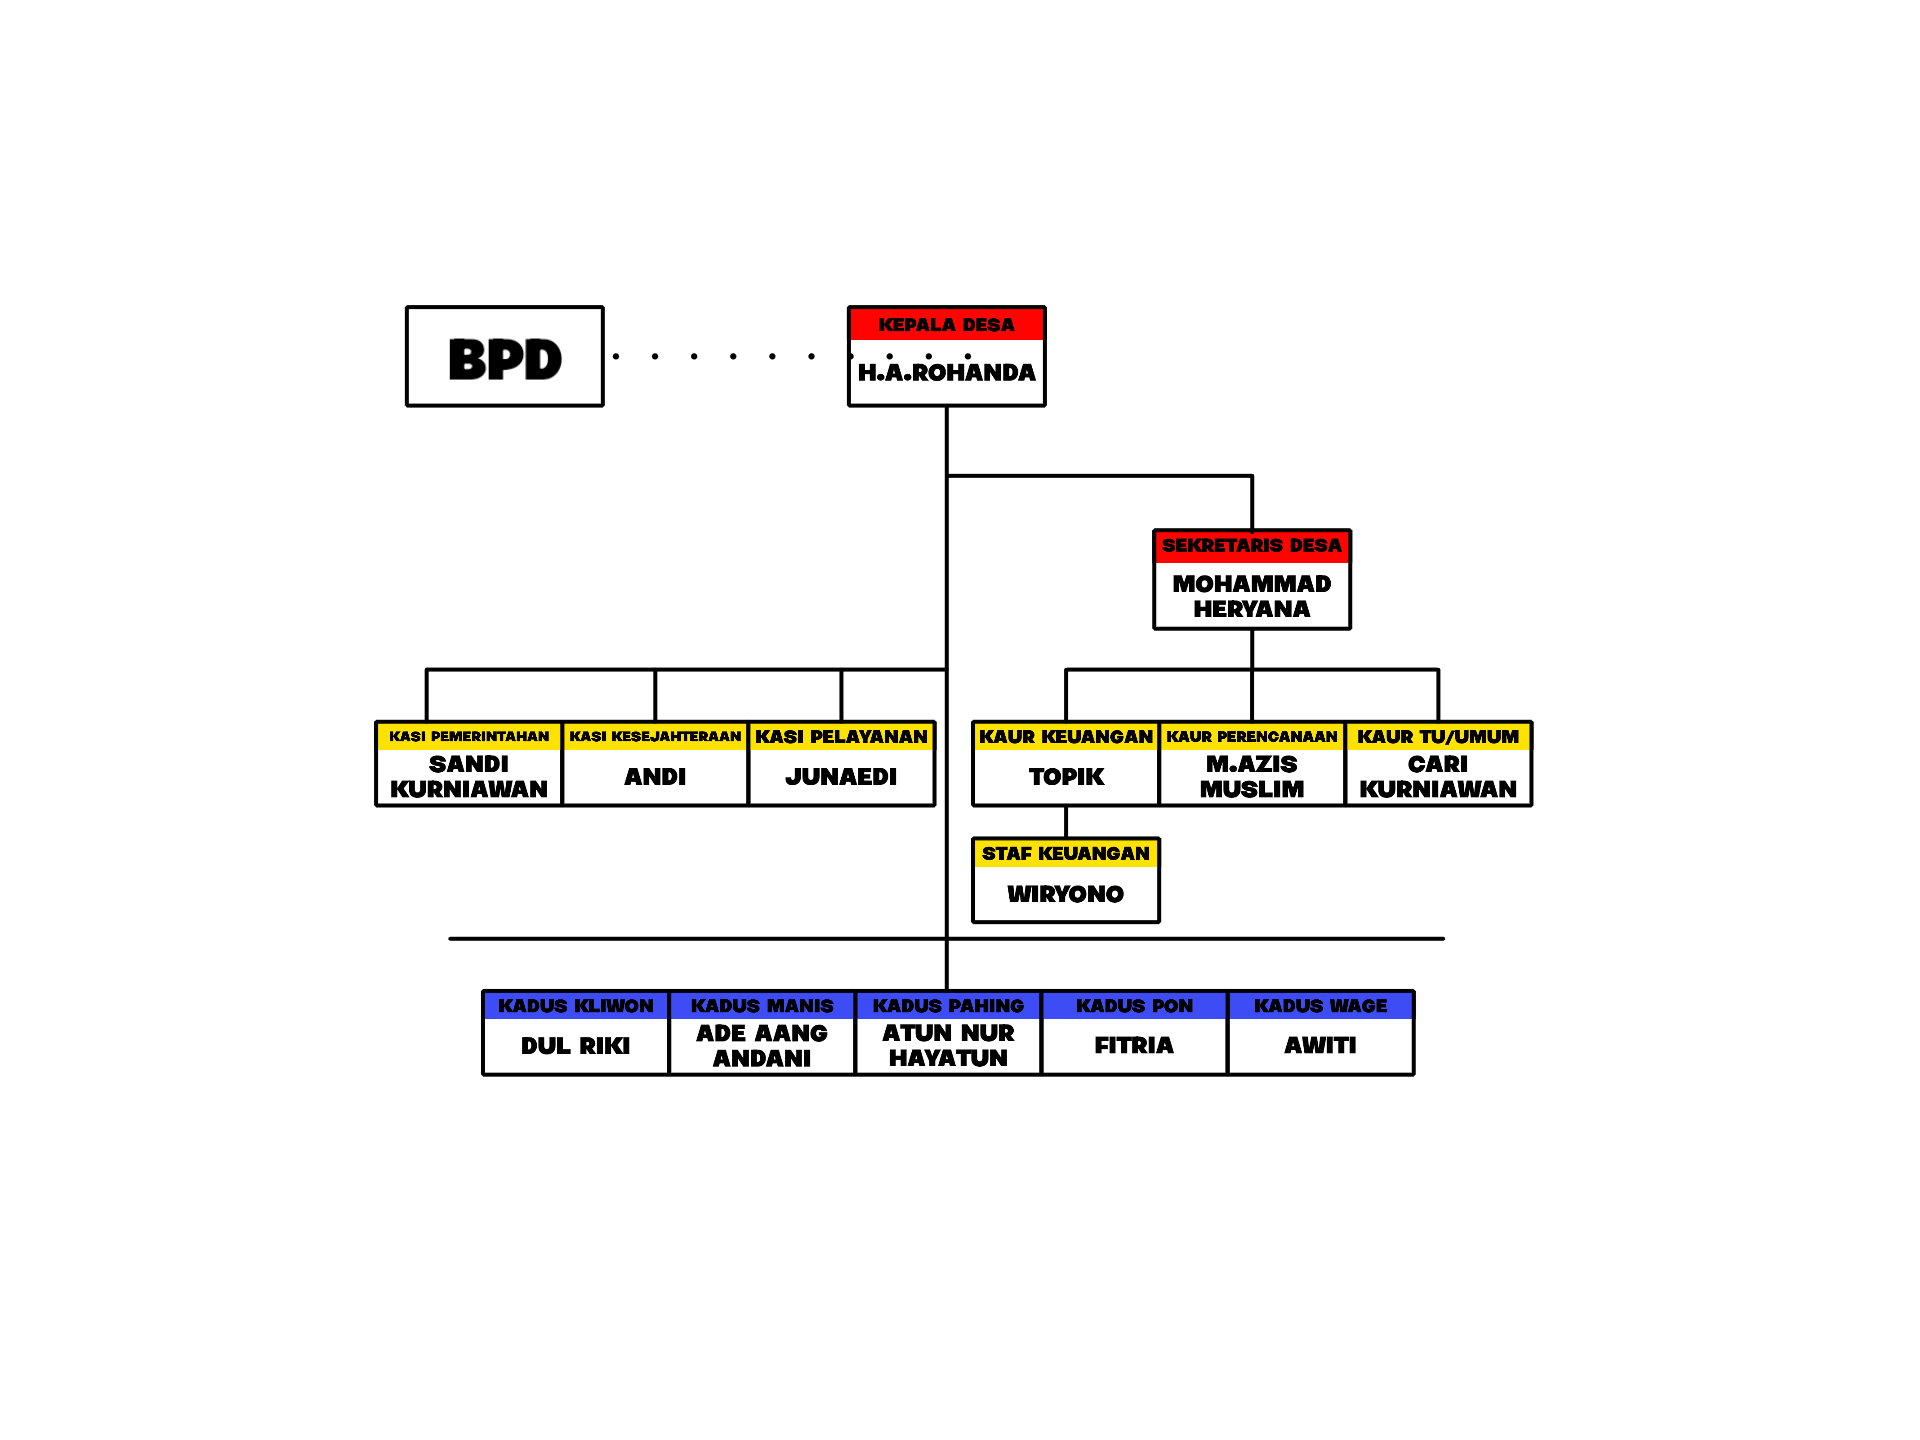 BPD
KEPALA DESA
H.A.ROHANDA
SEKRETARIS DESA
MOHAMMAD
HERYANA
KASI PEMERINTAHAN
SANDI
KURNIAWAN
KASI KESEJAHTERAAN
ANDI
KASI PELAYANAN
JUNAEDI
KAUR KEUANGAN
TOPIK
KAUR PERENCANAAN
M.AZIS
MUSLIM
KAUR TU/UMUM
CARI
KURNIAWAN
STAF KEUANGAN
WIRYONO
KADUS KLIWON
DUL RIKI
KADUS MANIS
ADE AANG
ANDANI
KADUS PAHING
ATUN NUR
HAYATUN
KADUS PON
FITRIA
KADUS WAGE
AWITI